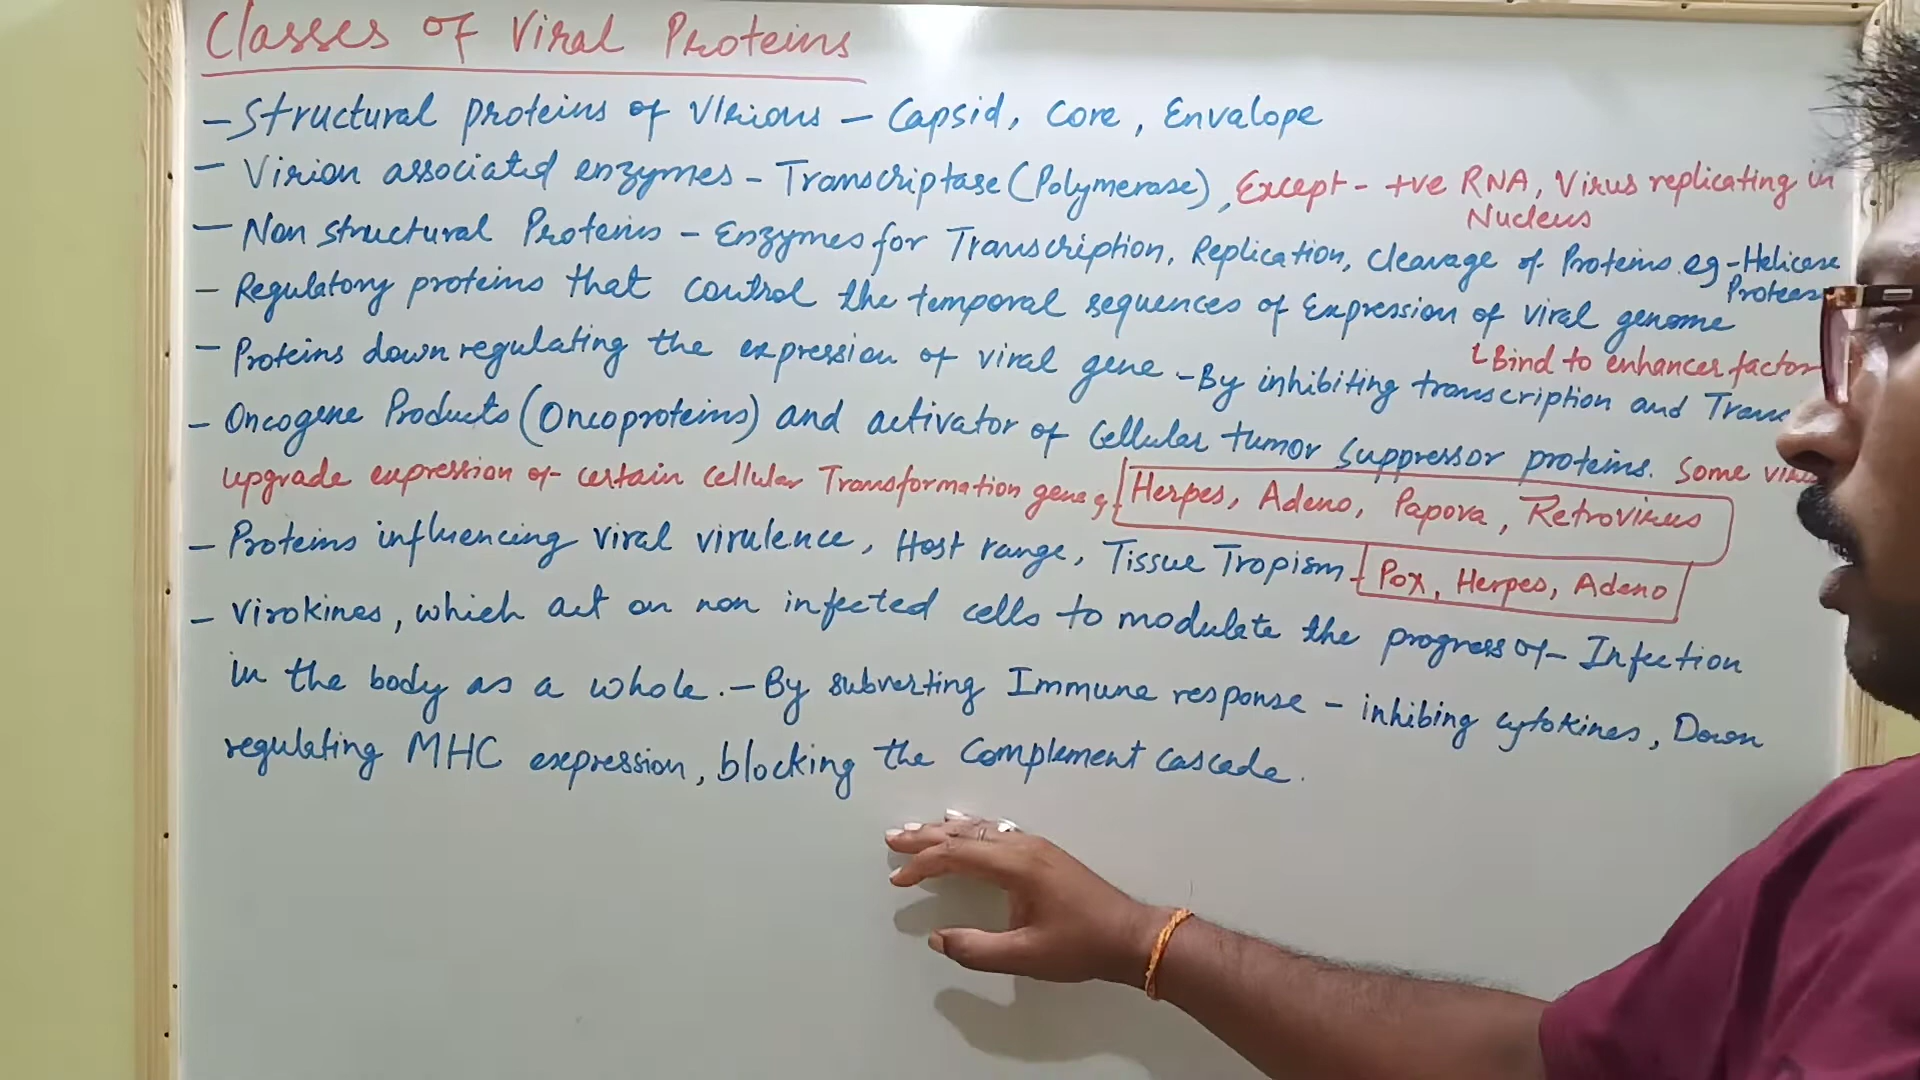 Classes of Viral Proteins
- Structural proteins of Virions - Capsid, Core, Envalope
- Virion associated enzymes - Transcriptase (Polymerase), Except - +ve RNA, Virus replicating in
Nucleus
- Non structural Proteins - Enzymes for Transcription, Replication, Cleavage of Proteins. eg - Helicase
Protease
- Regulatory proteins that control the temporal sequences of Expression of viral genome
Bind to enhancer factor
- Proteins down regulating the expression of viral gene - By inhibiting transcription and Trans
- Oncogene Products (Oncoproteins) and activator of Cellular tumor suppressor proteins. Some
upgrade expression of certain cellular Transformation gene, Herpes, Adeno, Papova, Retrovirus
- Proteins influencing viral virulence, Host range, Tissue Tropism - Pox, Herpes, Adeno
- Virokines, which act on non infected cells to modulate the progress of Infection
in the body as a whole. - By subverting Immune response - inhibing cytokines, Down
regulating MHC expression, blocking the Complement cascade.